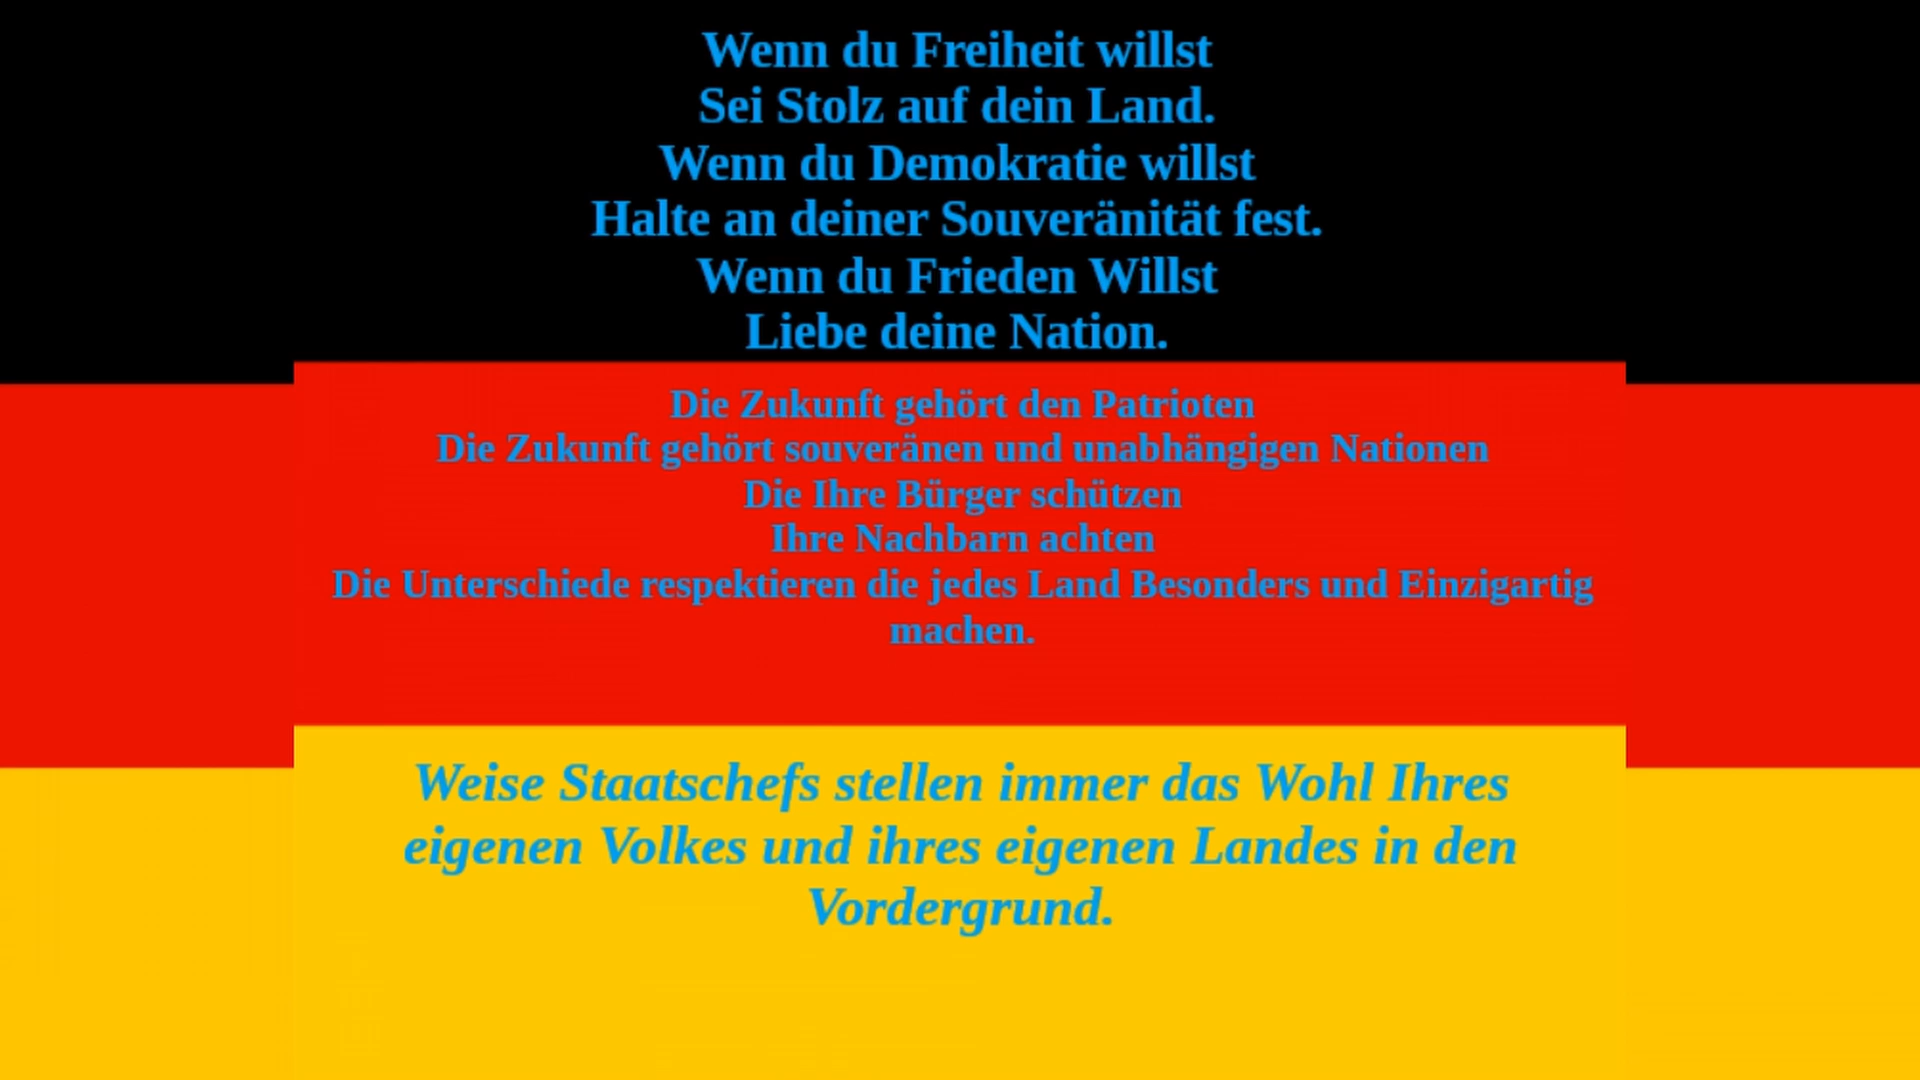 Wenn du Freiheit willst
Sei Stolz auf dein Land.
Wenn du Demokratie willst
Halte an deiner Souveränität fest.
Wenn du Frieden Willst
Liebe deine Nation.
Die Zukunft gehört den Patrioten
Die Zukunft gehört souveränen und unabhängigen Nationen
Die Ihre Bürger schützen
Ihre Nachbarn achten
Die Unterschiede respektieren die jedes Land Besonders und Einzigartig
machen.
Weise Staatschefs stellen immer das Wohl Ihres
eigenen Volkes und ihres eigenen Landes in den
Vordergrund.